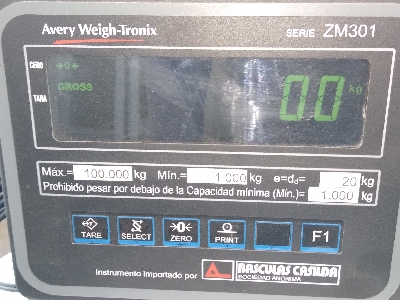 Avery Weigh-Tronix SERIE ZM301
CERO →0←
GROSS 00 kg
TARA
Máx.= 100.000 kg Mín.= 1.000 kg e=dd= 20 kg
Prohibido pesar por debajo de la Capacidad mínima (Mín.)= 1.000 kg
TARE SELECT →0← ZERO PRINT F1
Instrumento importado por BASCULAS CASILDA
SOCIEDAD ANONIMA